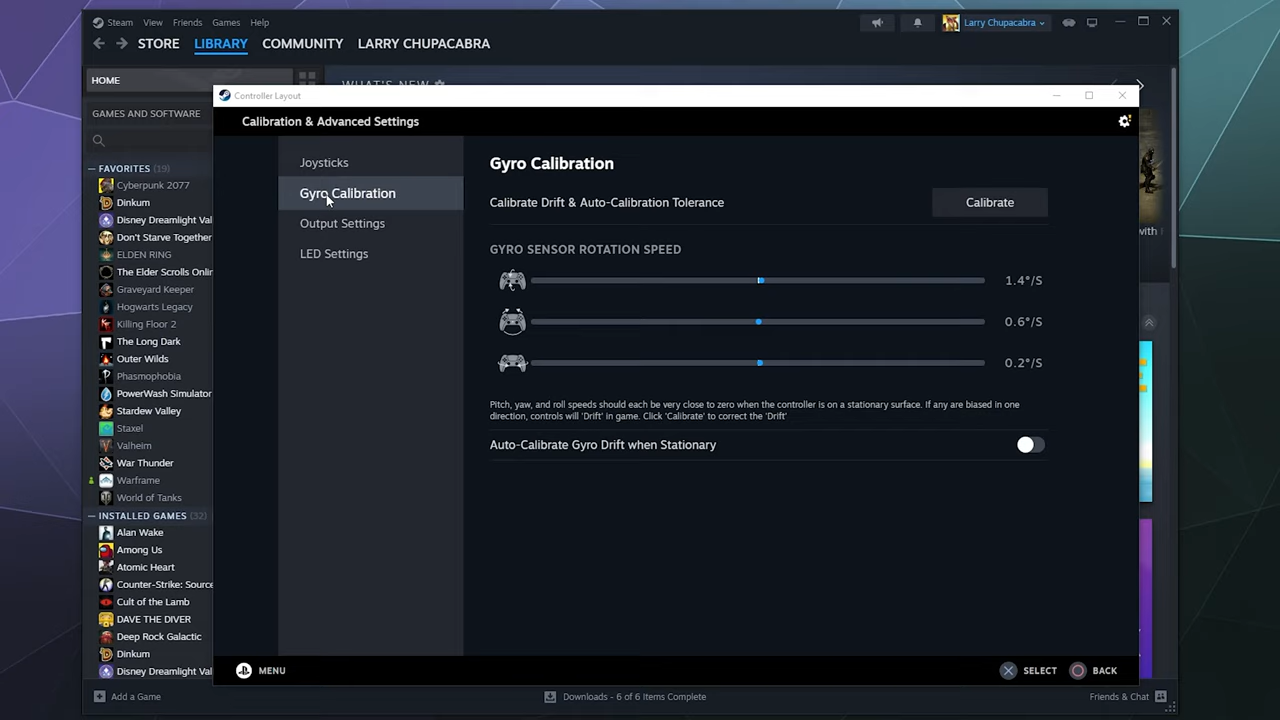 Steam View Friends Games Help
Larry Chupacabra
STORE LIBRARY COMMUNITY LARRY CHUPACABRA
HOME
WHAT'S NEW
GAMES AND SOFTWARE
FAVORITES (19)
Cyberpunk 2077
Dinkum
Disney Dreamlight Val
Don't Starve Together
ELDEN RING
The Elder Scrolls Onli
Graveyard Keeper
Hogwarts Legacy
Killing Floor 2
The Long Dark
Outer Wilds
Phasmophobia
PowerWash Simulator
Stardew Valley
Staxel
Valheim
War Thunder
Warframe
World of Tanks
INSTALLED GAMES (32)
Alan Wake
Among Us
Atomic Heart
Counter-Strike: Source
Cult of the Lamb
DAVE THE DIVER
Deep Rock Galactic
Dinkum
Disney Dreamlight Val
Controller Layout
Calibration & Advanced Settings
Joysticks
Gyro Calibration
Output Settings
LED Settings
Gyro Calibration
Calibrate Drift & Auto-Calibration Tolerance
Calibrate
GYRO SENSOR ROTATION SPEED
1.4°/S
0.6°/S
0.2°/S
Pitch, yaw, and roll speeds should each be very close to zero when the controller is on a stationary surface. If any are biased in one
direction, controls will 'Drift' in game. Click 'Calibrate' to correct the 'Drift'
Auto-Calibrate Gyro Drift when Stationary
MENU
SELECT
BACK
with
Add a Game
Downloads - 6 of 6 Items Complete
Friends & Chat